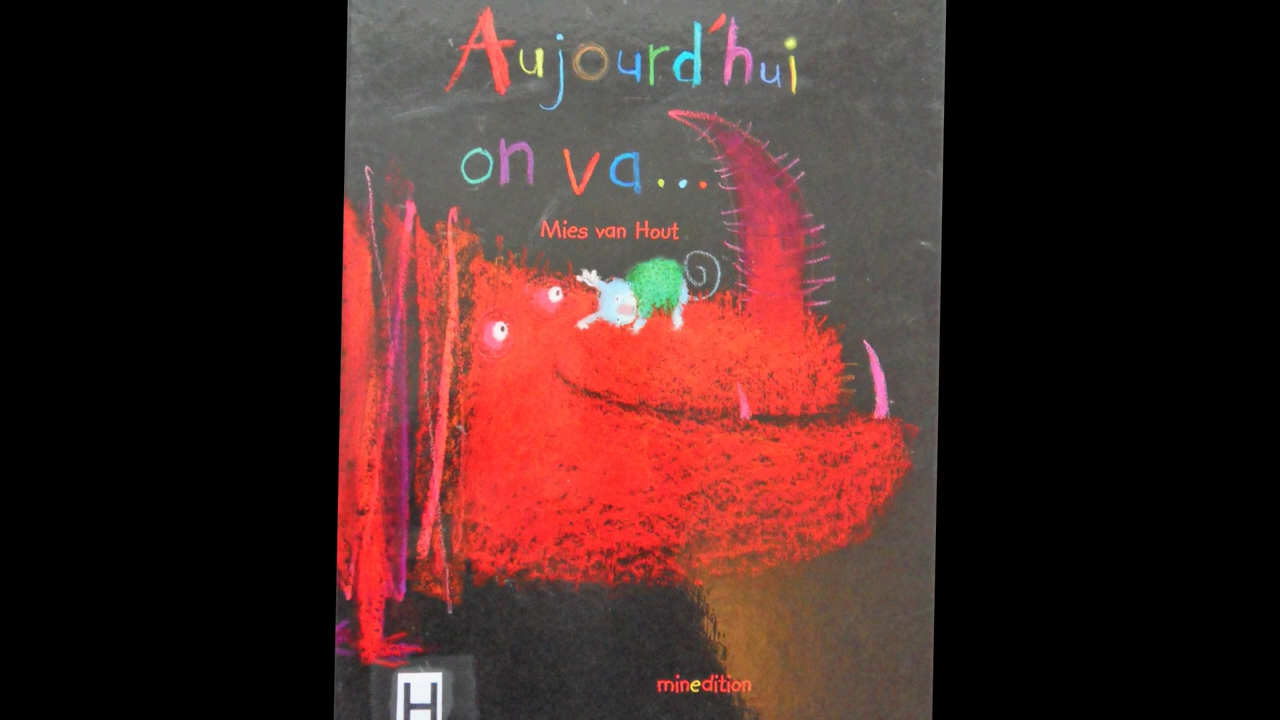 Aujourd'hui
on va...
Mies van Hout
minedition
H